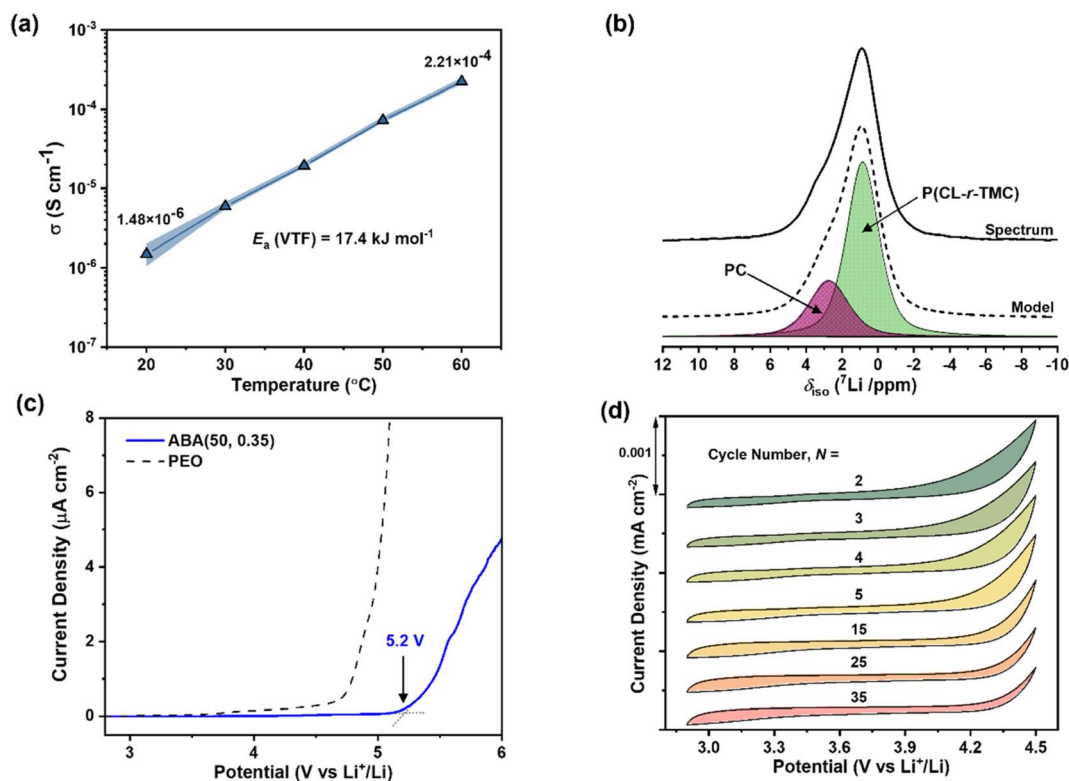 (a)
10⁻³
10⁻⁴
10⁻⁵
10⁻⁶
10⁻⁷
σ (S cm⁻¹)
2.21×10⁻⁴
1.48×10⁻⁶
Eₐ (VTF) = 17.4 kJ mol⁻¹
20 30 40 50 60
Temperature (°C)
(b)
P(CL-r-TMC)
Spectrum
PC
Model
12 10 8 6 4 2 0 -2 -4 -6 -8 -10
δiso (⁷Li /ppm)
(c)
8
6
4
2
0
Current Density (μA cm⁻²)
ABA(50, 0.35)
PEO
5.2 V
3 4 5 6
Potential (V vs Li⁺/Li)
(d)
0.001
Current Density (mA cm⁻²)
Cycle Number, N =
2
3
4
5
15
25
35
3.0 3.3 3.6 3.9 4.2 4.5
Potential (V vs Li⁺/Li)